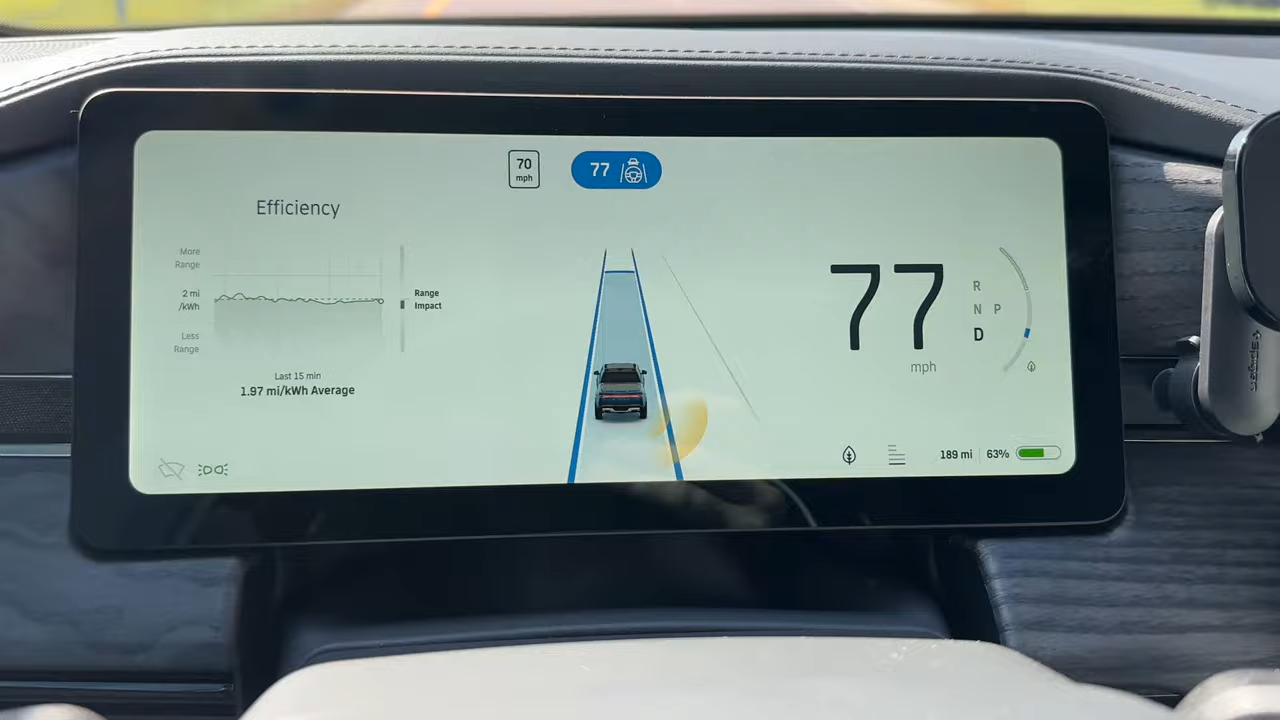 70
mph
77
Efficiency
More
Range
2 mi
/kWh
Less
Range
Range
Impact
Last 15 min
1.97 mi/kWh Average
77
mph
R
N P
D
189 mi
63%